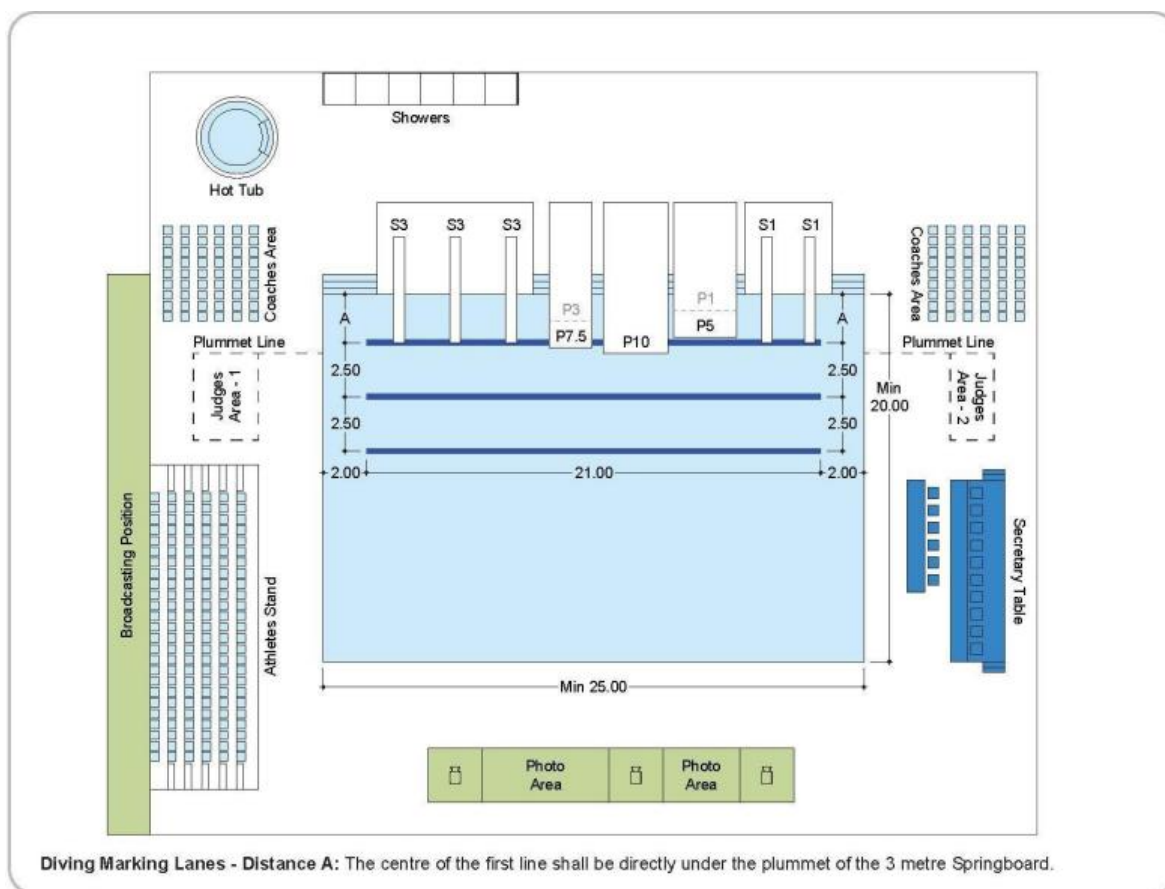 Showers
Hot Tub
S3
S3
S3
S1
S1
Coaches Area
Coaches Area
P3
P7.5
P10
P1
P5
A
A
Plummet Line
Plummet Line
Judges
Area - 1
Judges
Area - 2
2.50
2.50
Min
20.00
2.50
2.50
2.00
21.00
2.00
Broadcasting Position
Athletes Stand
Secretary Table
Min 25.00
Photo
Area
Photo
Area
Diving Marking Lanes - Distance A: The centre of the first line shall be directly under the plummet of the 3 metre Springboard.